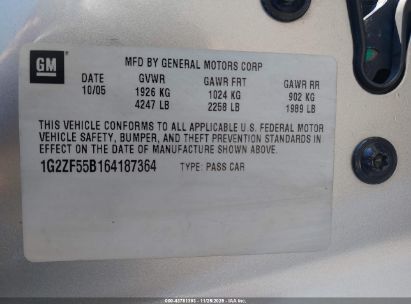 GM
MFD BY GENERAL MOTORS CORP
DATE GVWR GAWR FRT GAWR RR
10/05 1926 KG 1024 KG 902 KG
4247 LB 2258 LB 1989 LB
THIS VEHICLE CONFORMS TO ALL APPLICABLE U.S. FEDERAL MOTOR
VEHICLE SAFETY, BUMPER, AND THEFT PREVENTION STANDARDS IN
EFFECT ON THE DATE OF MANUFACTURE SHOWN ABOVE.
1G2ZF55B164187364 TYPE: PASS CAR